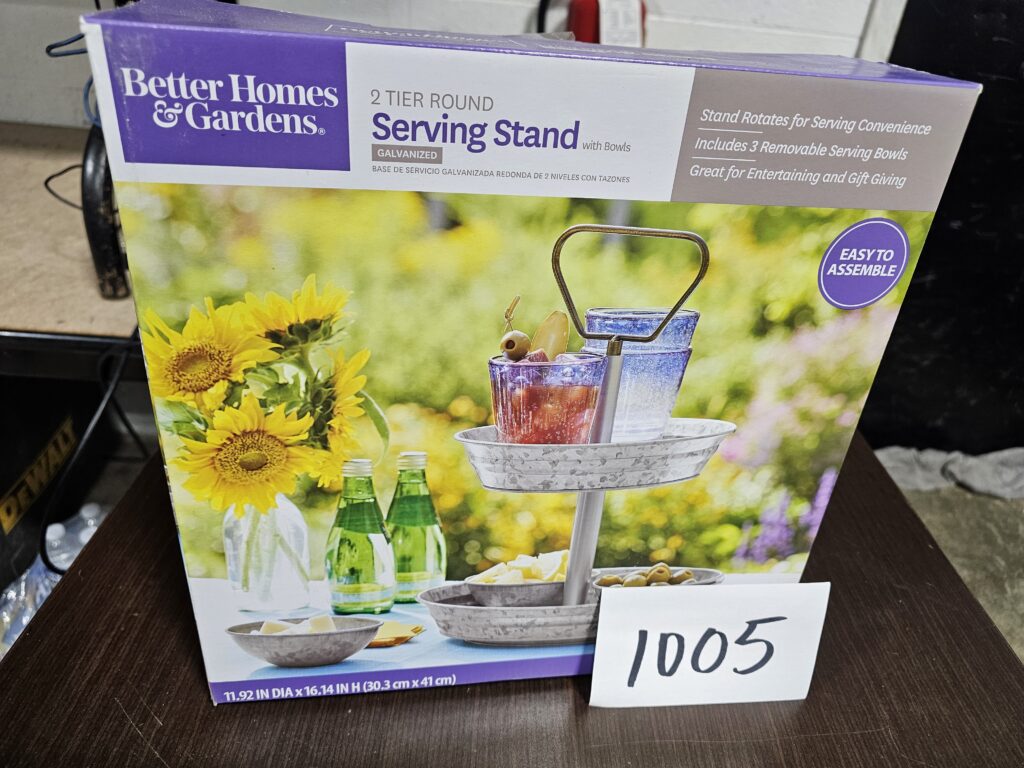 Better Homes
& Gardens®
2 TIER ROUND
Serving Stand with Bowls
GALVANIZED
BASE DE SERVICIO GALVANIZADA REDONDA DE 2 NIVELES CON TAZONES
Stand Rotates for Serving Convenience
Includes 3 Removable Serving Bowls
Great for Entertaining and Gift Giving
EASY TO
ASSEMBLE
11.92 IN DIA x 16.14 IN H (30.3 cm x 41 cm)
1005
DEWALT